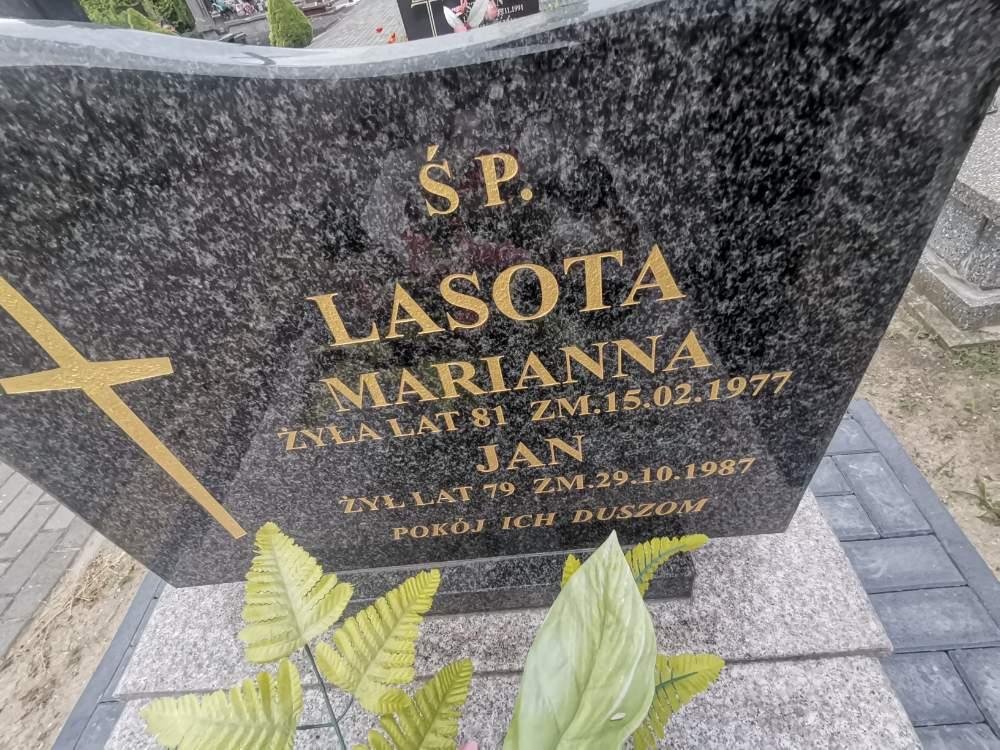 Ś P.
LASOTA
MARIANNA
ŻYŁA LAT 81 ZM.15.02.1977
JAN
ŻYŁ LAT 79 ZM.29.10.1987
POKÓJ ICH DUSZOM